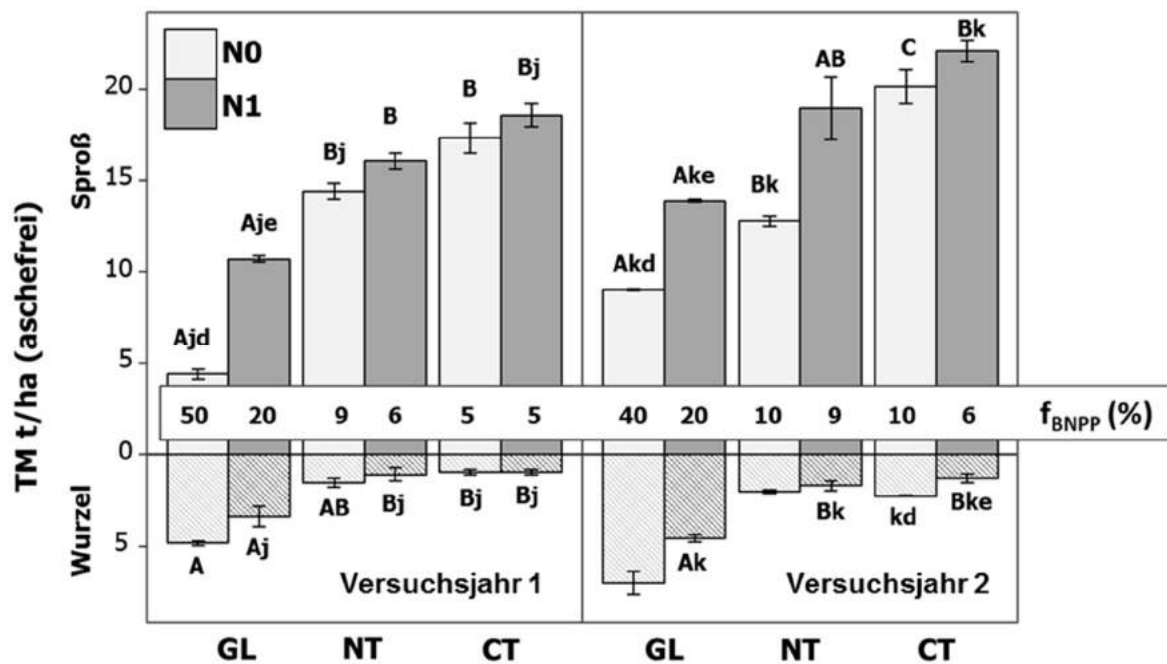 N0
N1
TM t/ha (aschefrei)
Sproß
Wurzel
20
15
10
5
0
5
Ajd
Aje
Bj
B
B
Bj
Akd
Ake
Bk
AB
C
Bk
50 20 9 6 5 5 40 20 10 9 10 6 fBNPP (%)
A
Aj
AB
Bj
Bj
Bj
Ak
Bk
kd
Bke
Versuchsjahr 1
Versuchsjahr 2
GL NT CT GL NT CT